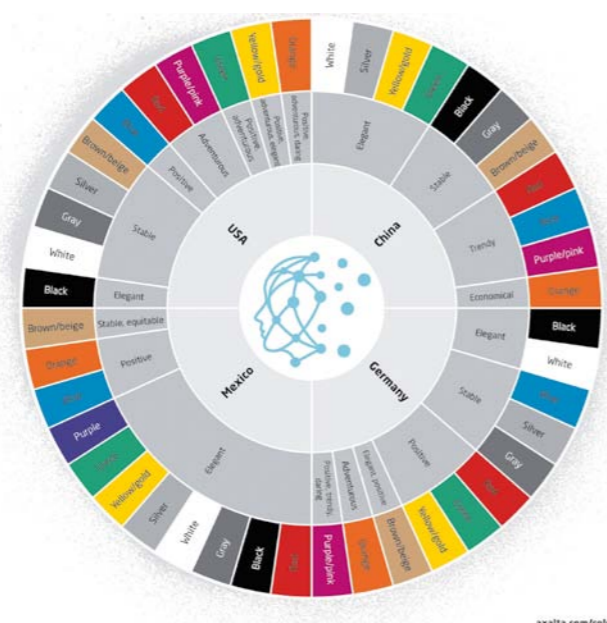 USA
Elegant
Black
Stable
White
Gray
Silver
Brown/beige
Positive
Blue
Red
Adventurous
Purple/pink
Green
Positive,
adventurous
Yellow/gold
Positive,
adventurous, elegant
Orange
Positive,
adventurous, daring
China
Elegant
White
Silver
Yellow/gold
Green
Stable
Black
Gray
Brown/beige
Trendy
Red
Blue
Purple/pink
Economical
Orange
Germany
Elegant
Black
White
Stable
Blue
Silver
Gray
Positive
Red
Green
Yellow/gold
Elegant, positive
Brown/beige
Adventurous
Orange
Positive, trendy,
daring
Purple/pink
Mexico
Elegant
Red
Black
Gray
White
Silver
Yellow/gold
Green
Purple
Positive
Blue
Orange
Stable, equitable
Brown/beige